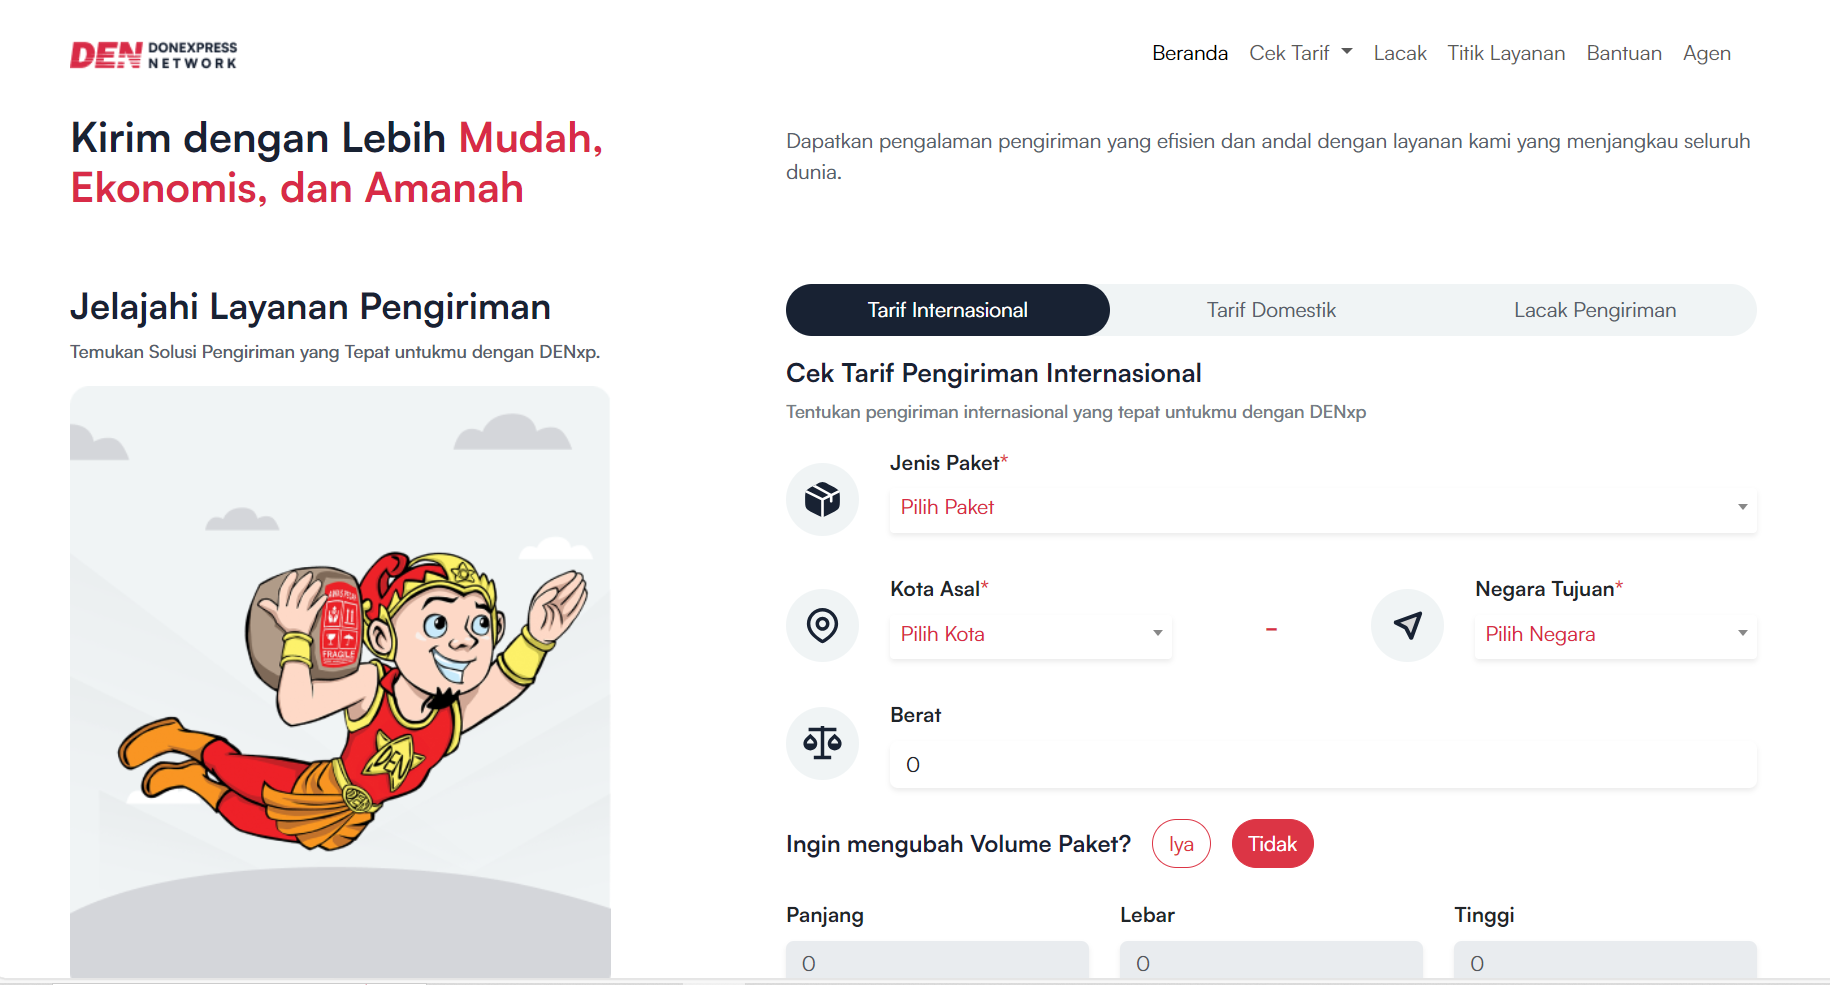 DEN DONEXPRESS
NETWORK
Beranda Cek Tarif Lacak Titik Layanan Bantuan Agen
Kirim dengan Lebih Mudah,
Ekonomis, dan Amanah
Dapatkan pengalaman pengiriman yang efisien dan andal dengan layanan kami yang menjangkau seluruh
dunia.
Jelajahi Layanan Pengiriman
Temukan Solusi Pengiriman yang Tepat untukmu dengan DENxp.
FRAGILE
DEN
DEN
Tarif Internasional Tarif Domestik Lacak Pengiriman
Cek Tarif Pengiriman Internasional
Tentukan pengiriman internasional yang tepat untukmu dengan DENxp
Jenis Paket*
Pilih Paket
Kota Asal*
Pilih Kota
-
Negara Tujuan*
Pilih Negara
Berat
0
Ingin mengubah Volume Paket? Iya Tidak
Panjang Lebar Tinggi
0 0 0